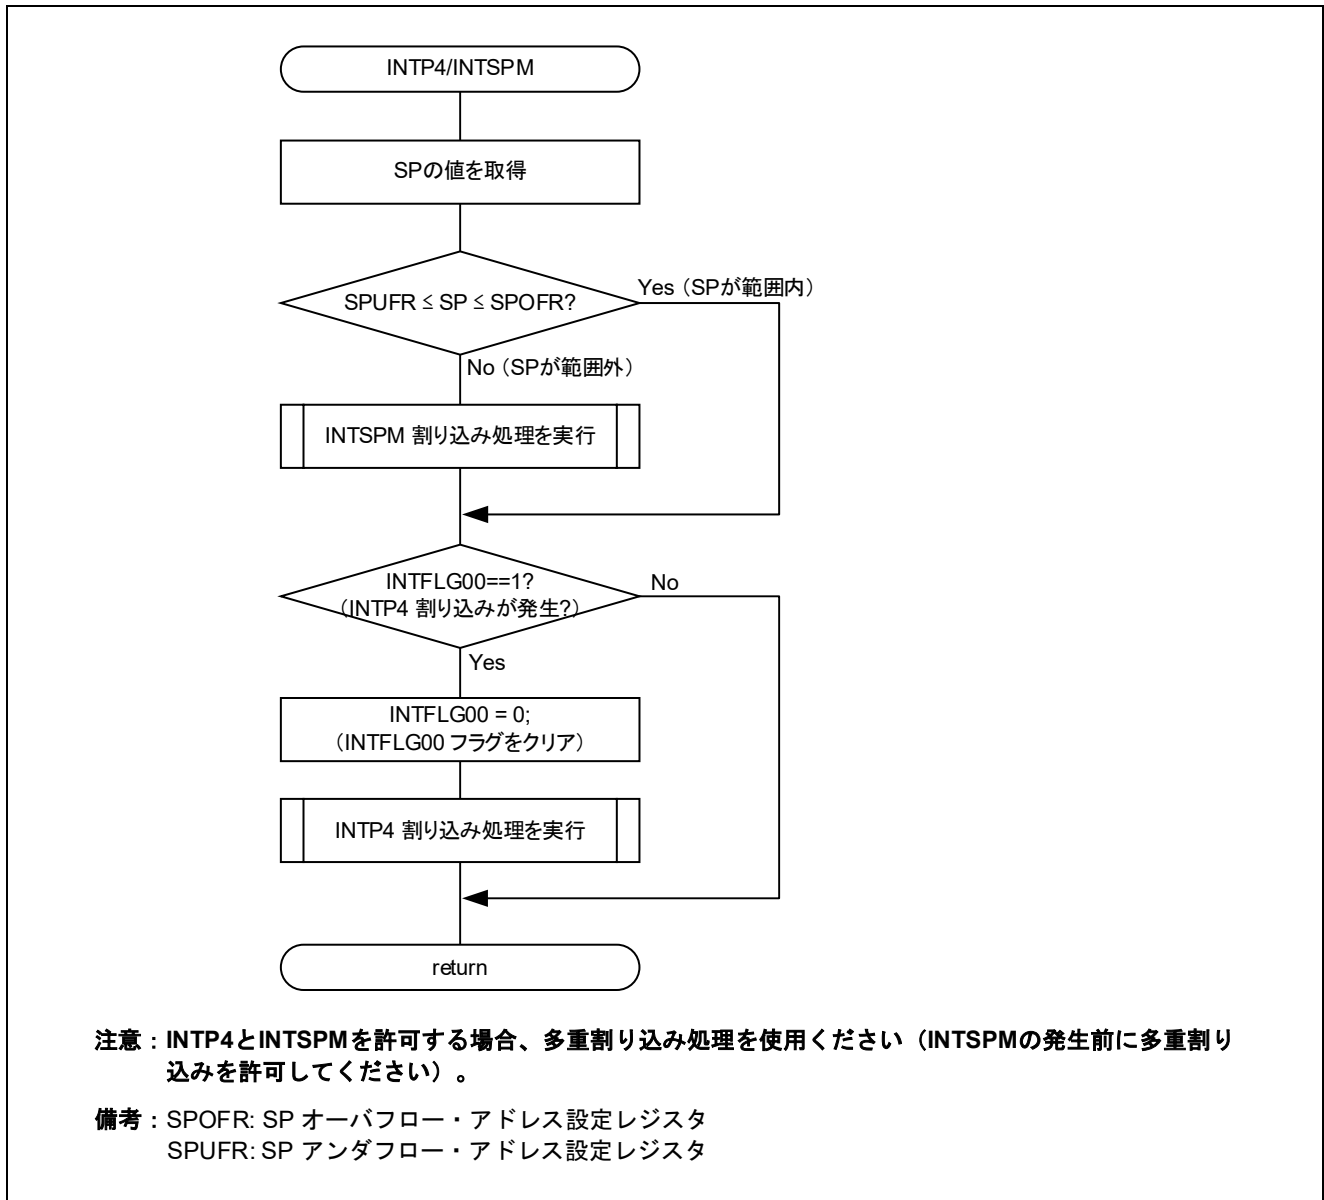 INTP4/INTSPM
SPの値を取得
SPUFR ≤ SP ≤ SPOFR?
Yes（SPが範囲内）
No（SPが範囲外）
INTSPM 割り込み処理を実行
INTFLG00==1?
（INTP4 割り込みが発生?）
No
Yes
INTFLG00 = 0;
（INTFLG00 フラグをクリア）
INTP4 割り込み処理を実行
return
注意：INTP4とINTSPMを許可する場合、多重割り込み処理を使用ください（INTSPMの発生前に多重割り
込みを許可してください）。
備考：SPOFR: SP オーバフロー・アドレス設定レジスタ
SPUFR: SP アンダフロー・アドレス設定レジスタ